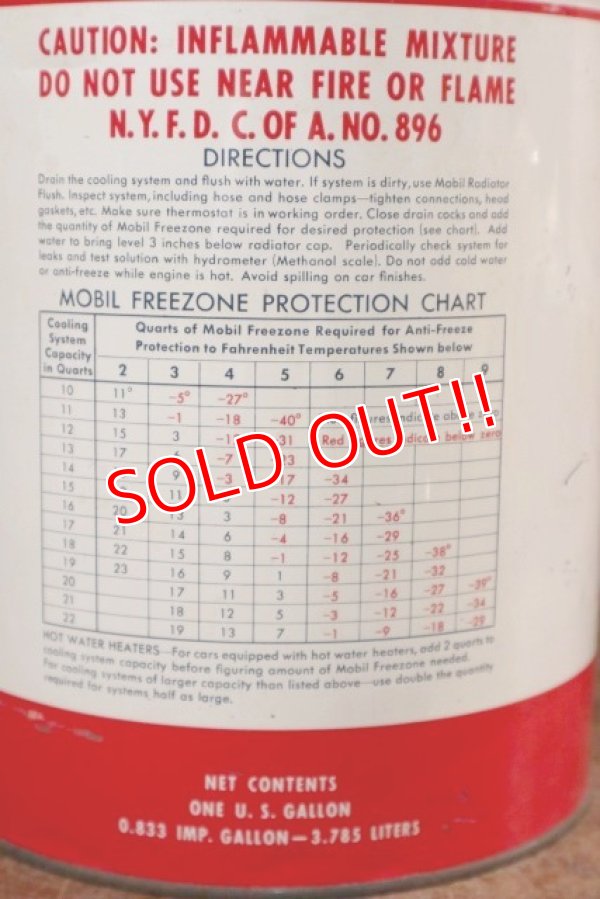 CAUTION: INFLAMMABLE MIXTURE
DO NOT USE NEAR FIRE OR FLAME
N.Y.F.D. C. OF A. NO. 896
DIRECTIONS
Drain the cooling system and flush with water. If system is dirty, use Mobil Radiator
Flush. Inspect system, including hose and hose clamps—tighten connections, head
gaskets, etc. Make sure thermostat is in working order. Close drain cocks and add
the quantity of Mobil Freezone required for desired protection (see chart). Add
water to bring level 3 inches below radiator cap. Periodically check system for
leaks and test solution with hydrometer (Methanol scale). Do not add cold water
or anti-freeze while engine is hot. Avoid spilling on car finishes.
MOBIL FREEZONE PROTECTION CHART
Cooling System Capacity in Quarts
Quarts of Mobil Freezone Required for Anti-Freeze
Protection to Fahrenheit Temperatures Shown below
2 3 4 5 6 7 8 9
10 11° -5° -27°
11 13 -1 -18 -40° figures indicate above zero
12 15 3 -31 Red figures indicate below zero
13 17 -7
14 9 -3 -34
15 11 -12 -27
16 20 13 3 -8 -21 -36°
17 21 14 6 -4 -16 -29
18 22 15 8 -1 -12 -25 -38°
19 23 16 9 1 -8 -21 -32
20 17 11 3 -5 -16 -27 -39°
21 18 12 5 -3 -12 -22 -34
22 19 13 7 -1 -9 -18 -29
SOLD OUT!!
HOT WATER HEATERS—For cars equipped with hot water heaters, add 2 quarts to
cooling system capacity before figuring amount of Mobil Freezone needed.
For cooling systems of larger capacity than listed above—use double the quantity
required for systems half as large.
NET CONTENTS
ONE U. S. GALLON
0.833 IMP. GALLON—3.785 LITERS